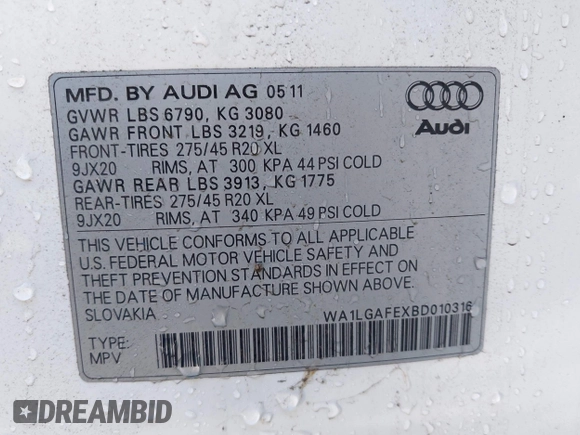 MFD. BY AUDI AG 05 11
GVWR LBS 6790, KG 3080
GAWR FRONT LBS 3219, KG 1460
FRONT-TIRES 275/45 R20 XL
9JX20 RIMS, AT 300 KPA 44 PSI COLD
GAWR REAR LBS 3913, KG 1775
REAR-TIRES 275/45 R20 XL
9JX20 RIMS, AT 340 KPA 49 PSI COLD
Audi
THIS VEHICLE CONFORMS TO ALL APPLICABLE
U.S. FEDERAL MOTOR VEHICLE SAFETY AND
THEFT PREVENTION STANDARDS IN EFFECT ON
THE DATE OF MANUFACTURE SHOWN ABOVE.
SLOVAKIA
WA1LGAFEXBD010316
TYPE:
MPV
DREAMBID